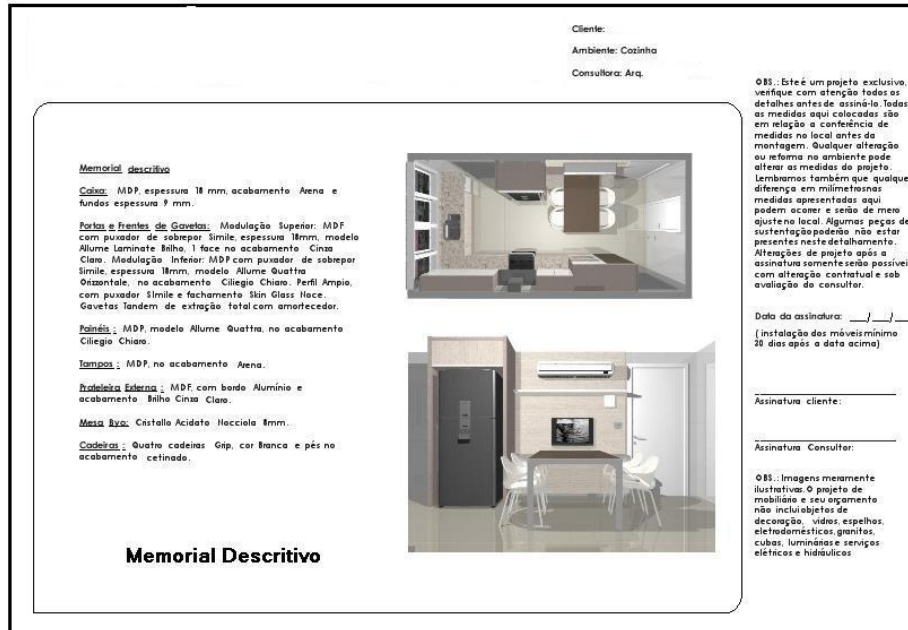 Cliente:
Ambiente: Cozinha
Consultora: Arq.
Memorial descritivo
Caixa: MDP, espessura 18 mm, acabamento Arena e
fundos espessura 9 mm.
Portas e Frentes de Gavetas: Modulação Superior: MDF
com puxador de sobrepor Simile, espessura 18mm, modelo
Allume Laminate Brilho, 1 face no acabamento Cinza
Claro. Modulação Inferior: MDP com puxador de sobrepor
Simile, espessura 18mm, modelo Allume Quattra
Orizzontale, no acabamento Ciliegio Chiaro. Perfil Ampio,
com puxador Simile e fachamento Skin Glass Noce.
Gavetas Tandem de extração total com amortecedor.
Painéis : MDP, modelo Allume Quattra, no acabamento
Ciliegio Chiaro.
Tampos : MDP, no acabamento Arena.
Prateleira Externa : MDF, com bordo Alumínio e
acabamento Brilho Cinza Claro.
Mesa Byo: Cristallo Acidato Nocciola 8mm.
Cadeiras : Quatro cadeiras Grip, cor Branca e pés no
acabamento cetinado.
Memorial Descritivo
OBS.: Este é um projeto exclusivo,
verifique com atenção todos os
detalhes antes de assiná-lo. Todas
as medidas aqui colocadas são
em relação a conferência de
medidas no local antes da
montagem. Qualquer alteração
ou reforma no ambiente pode
alterar as medidas do projeto.
Lembramos também que qualque
diferença em milímetrosnas
medidas apresentadas aqui
podem ocorrer e serão de mero
ajuste no local. Algumas peças de
sustentação poderão não estar
presentes neste detalhamento.
Alterações de projeto após a
assinatura somente serão possívei
com alteração contratual e sob
avaliação do consultor.
Data da assinatura: ___/___/__
( instalação dos móveis mínimo
20 dias após a data acima)
Assinatura cliente:
Assinatura Consultor:
OBS.: Imagens meramente
ilustrativas. O projeto de
mobiliário e seu orçamento
não inclui objetos de
decoração, vidros, espelhos,
eletrodomésticos, granitos,
cubas, luminárias e serviços
elétricos e hidráulicos